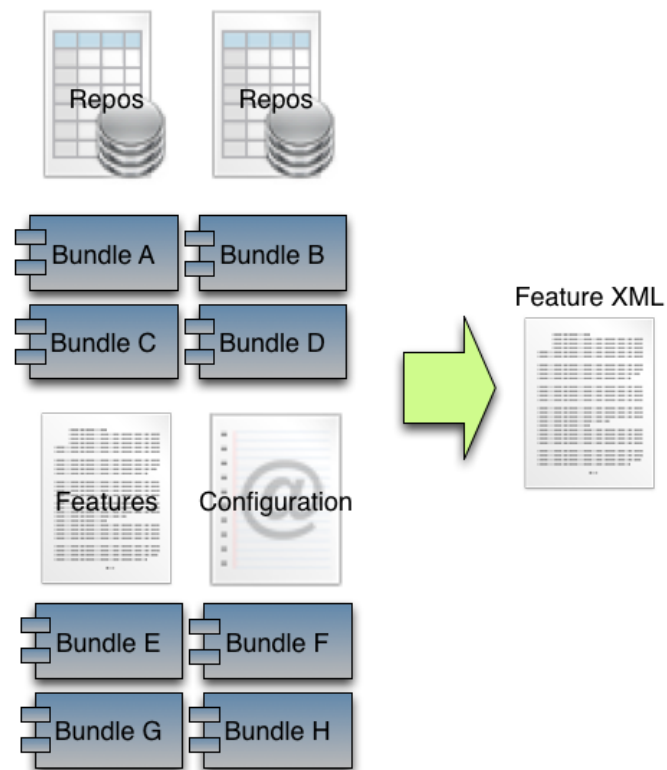 Repos
Repos
Bundle A
Bundle B
Bundle C
Bundle D
Feature XML
Features
Configuration
Bundle E
Bundle F
Bundle G
Bundle H